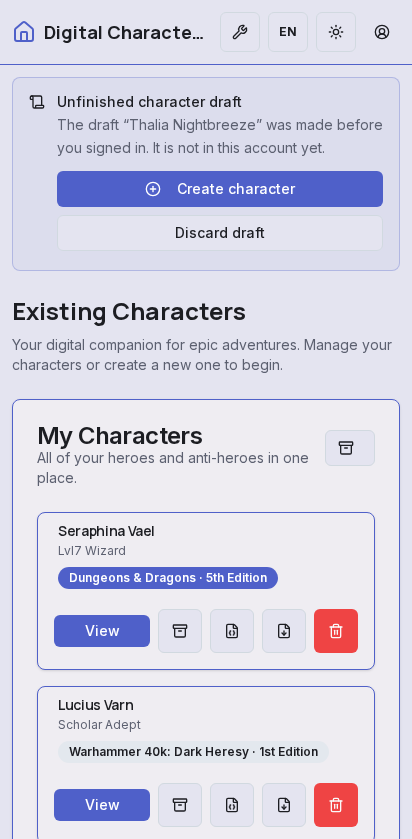 Digital Characte...
EN
Unfinished character draft
The draft “Thalia Nightbreeze” was made before
you signed in. It is not in this account yet.
Create character
Discard draft
Existing Characters
Your digital companion for epic adventures. Manage your
characters or create a new one to begin.
My Characters
All of your heroes and anti-heroes in one
place.
Seraphina Vael
Lvl7 Wizard
Dungeons & Dragons · 5th Edition
View
Lucius Varn
Scholar Adept
Warhammer 40k: Dark Heresy · 1st Edition
View